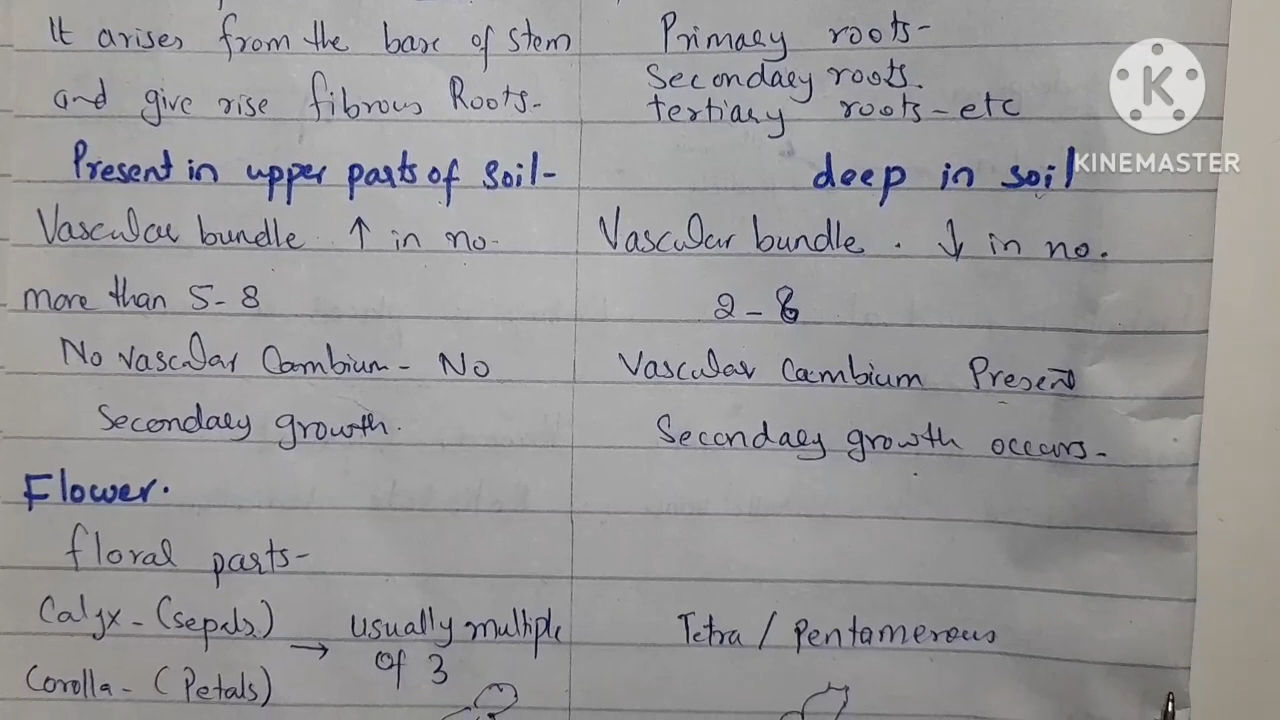 It arises from the base of stem
and give rise fibrous Roots-
Primary roots-
Secondary roots.
tertiary roots - etc
Present in upper parts of soil-
deep in soil
Vascular bundle ↑ in no-
Vascular bundle . ↓ in no.
more than 5-8
2-6
No vascular Cambium - No
Vascular Cambium Present
Secondary growth.
Secondary growth occurs-
Flower.
floral parts-
Calyx - (sepals) → usually multiple
of 3
Tetra / Pentamerous
Corolla - (Petals)
K
KINEMASTER